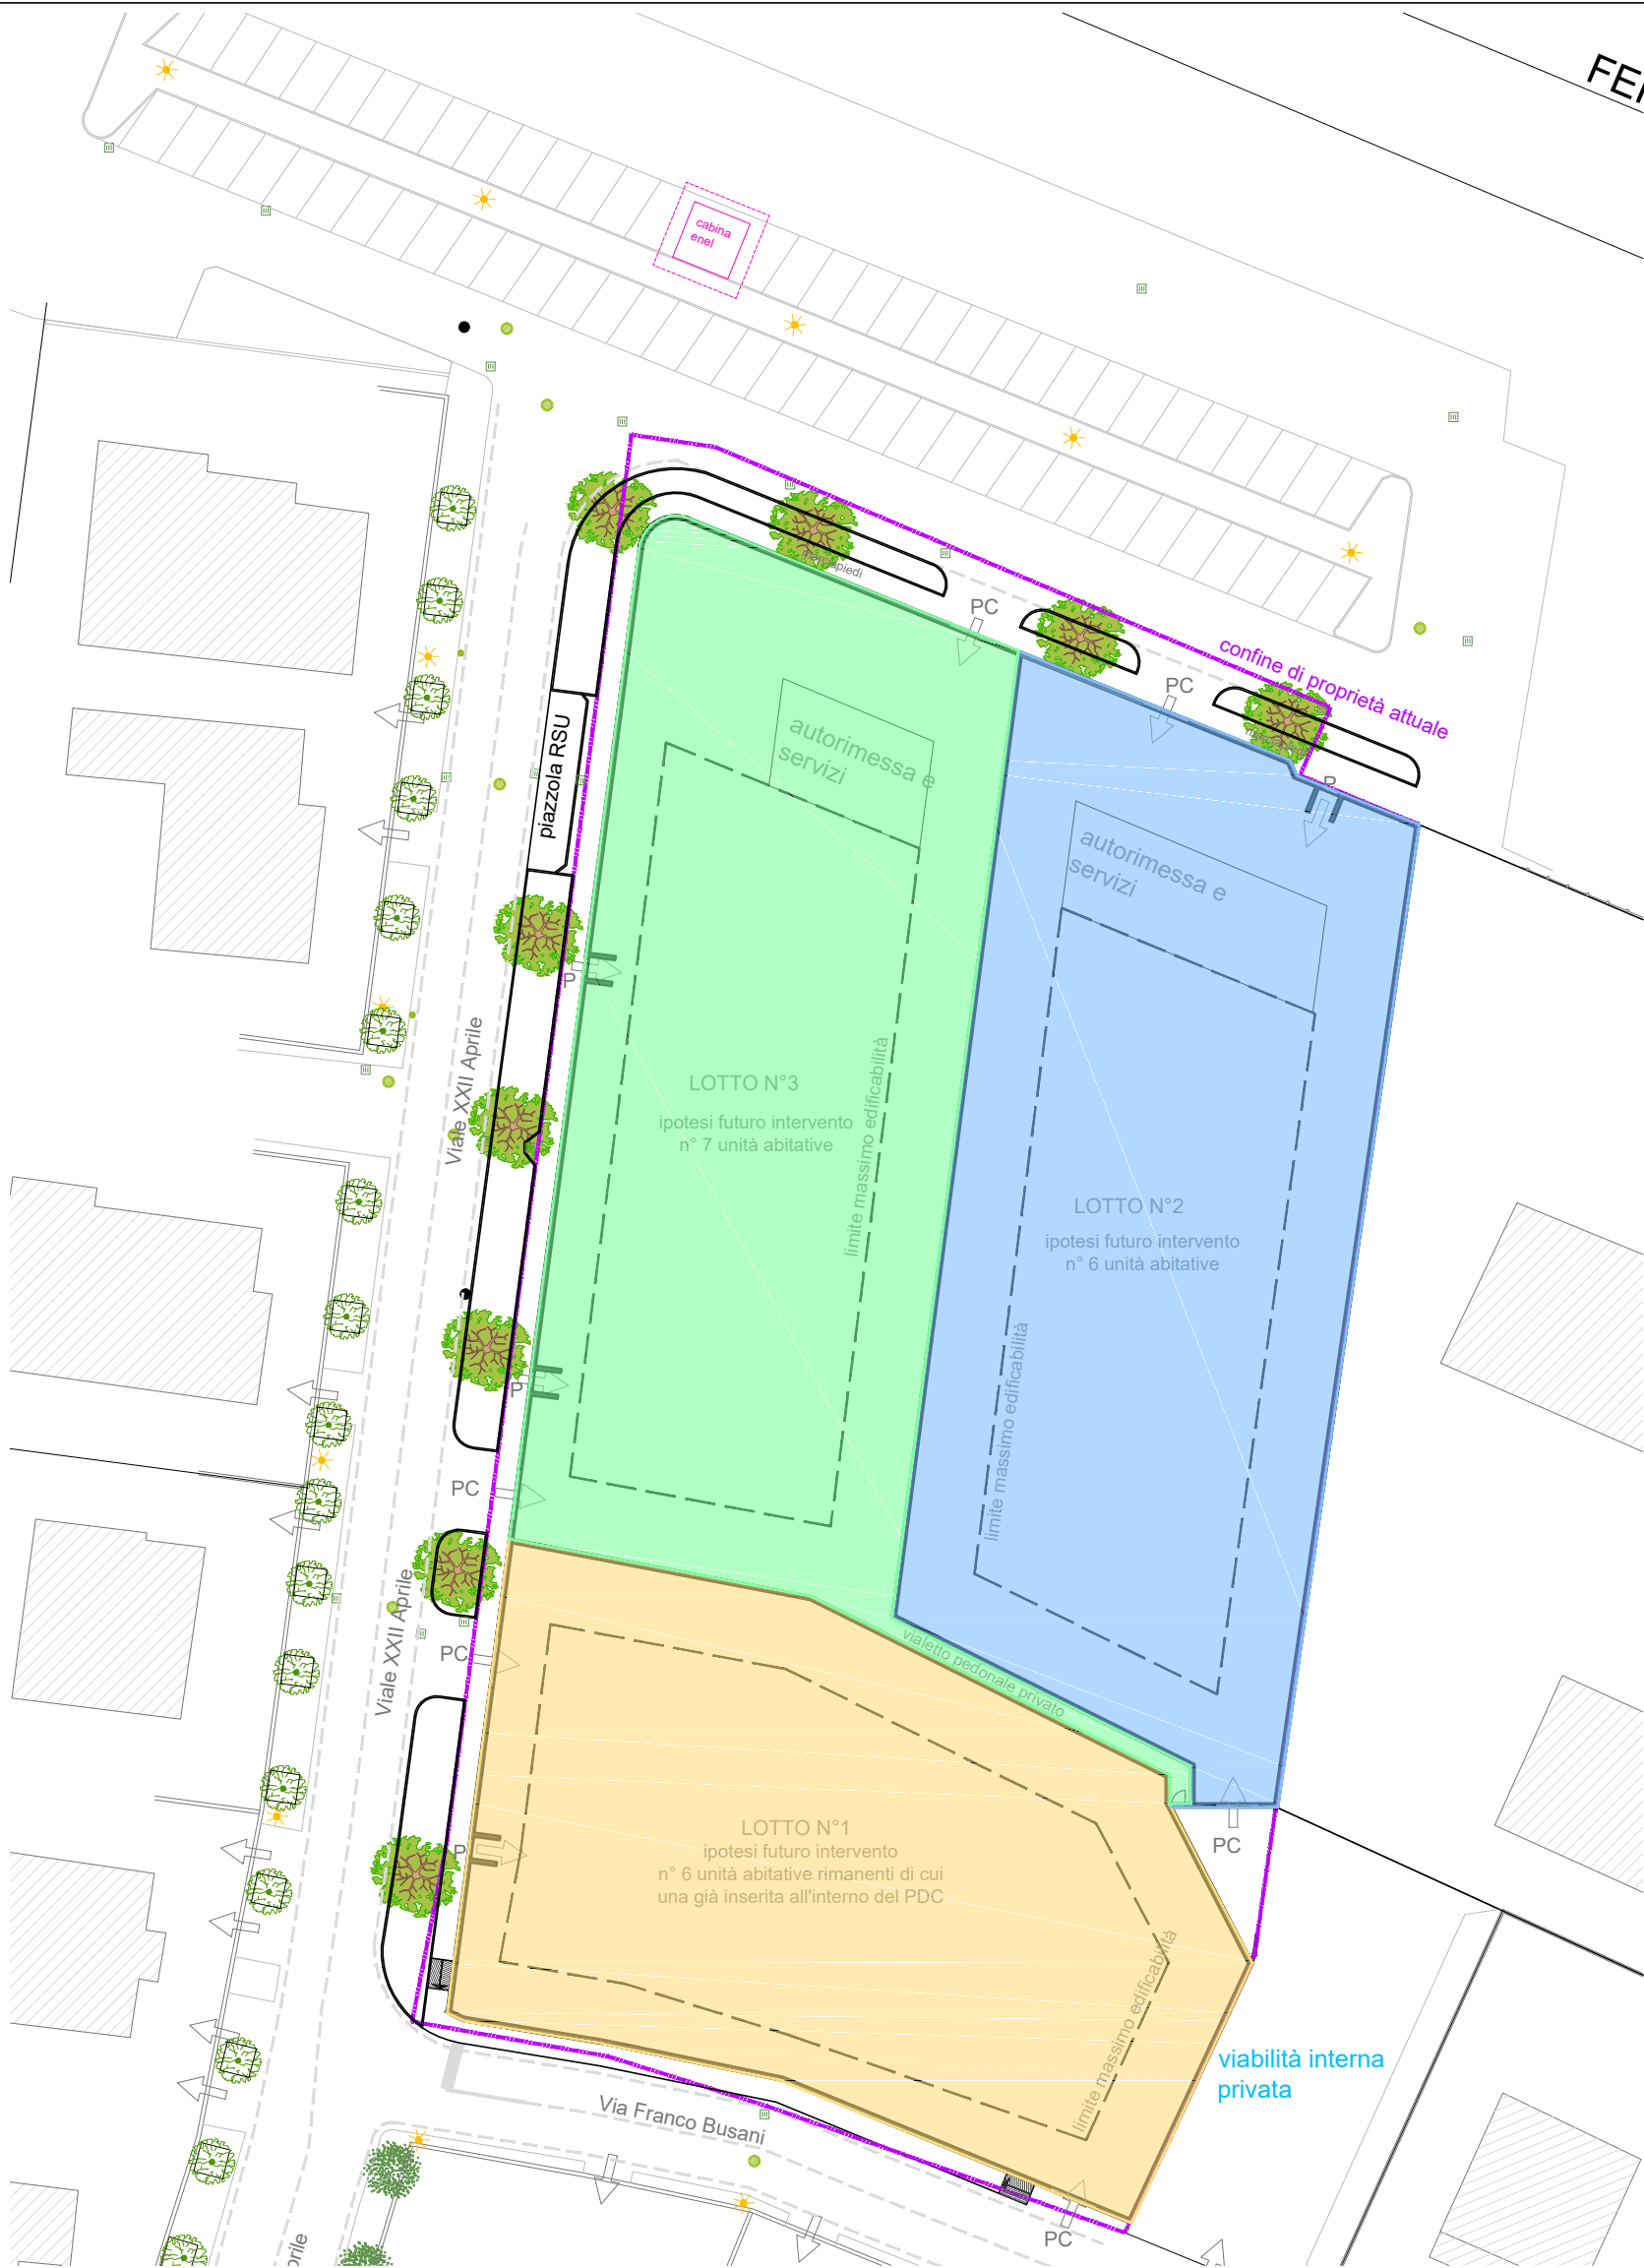 FE
cabina
enel
marciapiedi
PC
confine di proprietà attuale
PC
piazzola RSU
autorimessa e
servizi
P
autorimessa e
servizi
P
Viale XXII Aprile
LOTTO N°3
ipotesi futuro intervento
n° 7 unità abitative
limite massimo edificabilità
LOTTO N°2
ipotesi futuro intervento
n° 6 unità abitative
limite massimo edificabilità
P
PC
Viale XXII Aprile
PC
vialetto pedonale privato
LOTTO N°1
ipotesi futuro intervento
n° 6 unità abitative rimanenti di cui
una già inserita all'interno del PDC
P
PC
limite massimo edificabilità
viabilità interna
privata
Via Franco Busani
PC
prile